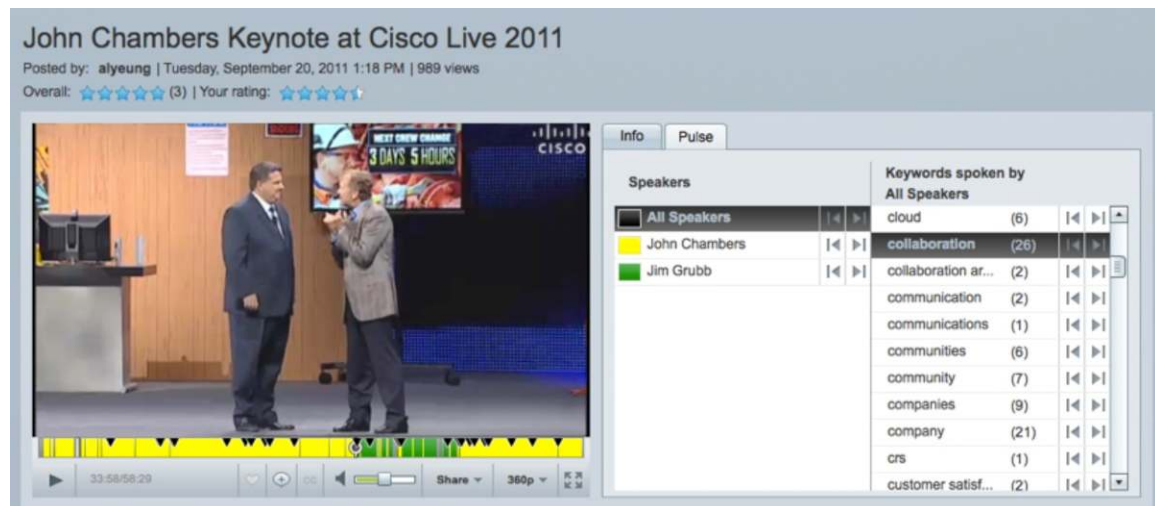 John Chambers Keynote at Cisco Live 2011
Posted by: alyeung | Tuesday, September 20, 2011 1:18 PM | 989 views
Overall: (3) | Your rating:
NEXT CREW CHANGE
3 DAYS 5 HOURS
CISCO
33:58/58:29
cc
Share
360p
Info
Pulse
Speakers
All Speakers
John Chambers
Jim Grubb
Keywords spoken by
All Speakers
cloud (6)
collaboration (26)
collaboration ar... (2)
communication (2)
communications (1)
communities (6)
community (7)
companies (9)
company (21)
crs (1)
customer satisf... (2)